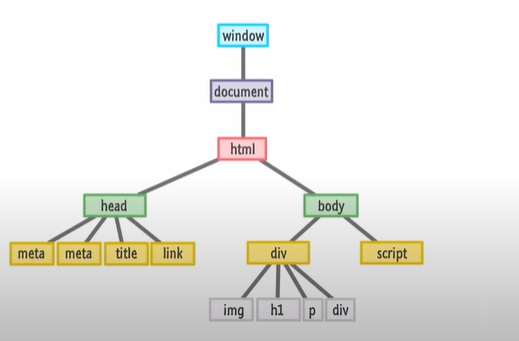 window
document
html
head body
meta meta title link div script
img h1 p div